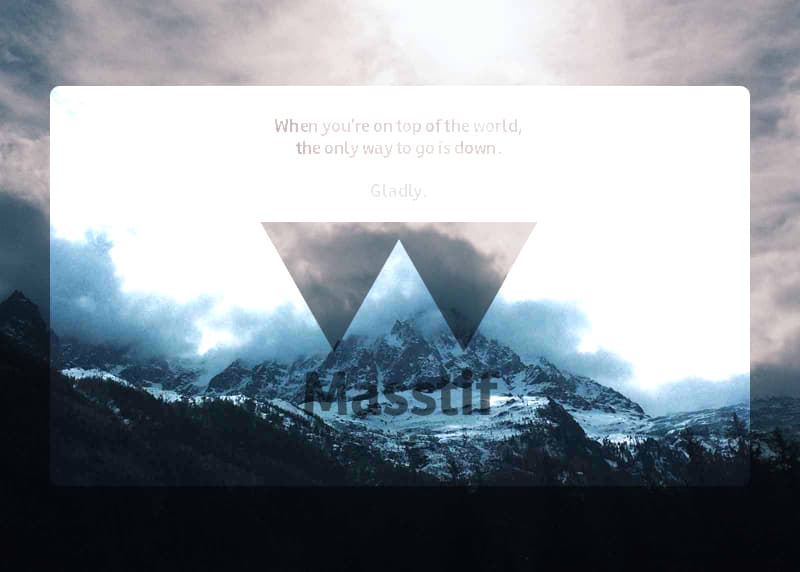 When you're on top of the world,
the only way to go is down.
Gladly.
Masstif